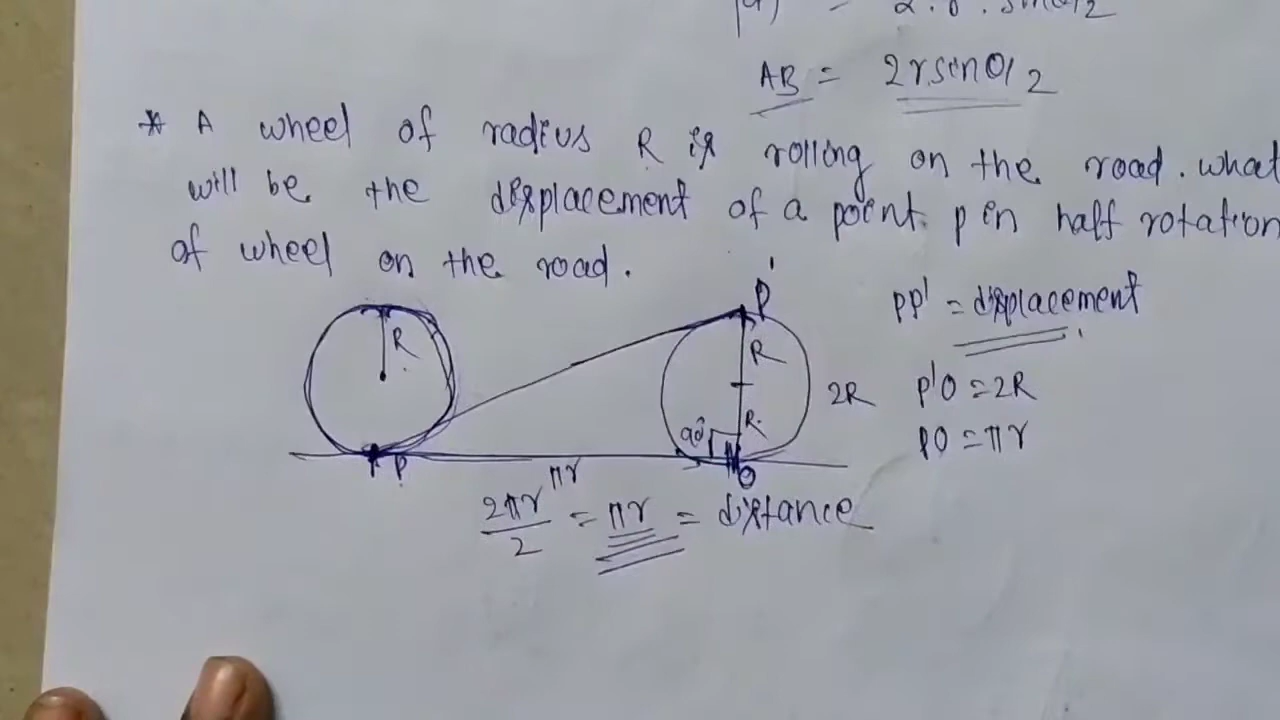 AB = 2r sin θ/2
* A wheel of radius R is rolling on the road. what
will be the displacement of a point p in half rotation
of wheel on the road.
P'
PP' = displacement
R
R
2R
P'O = 2R
R
90°
PO = πr
P
O
πr
2πr/2 = πr = distance